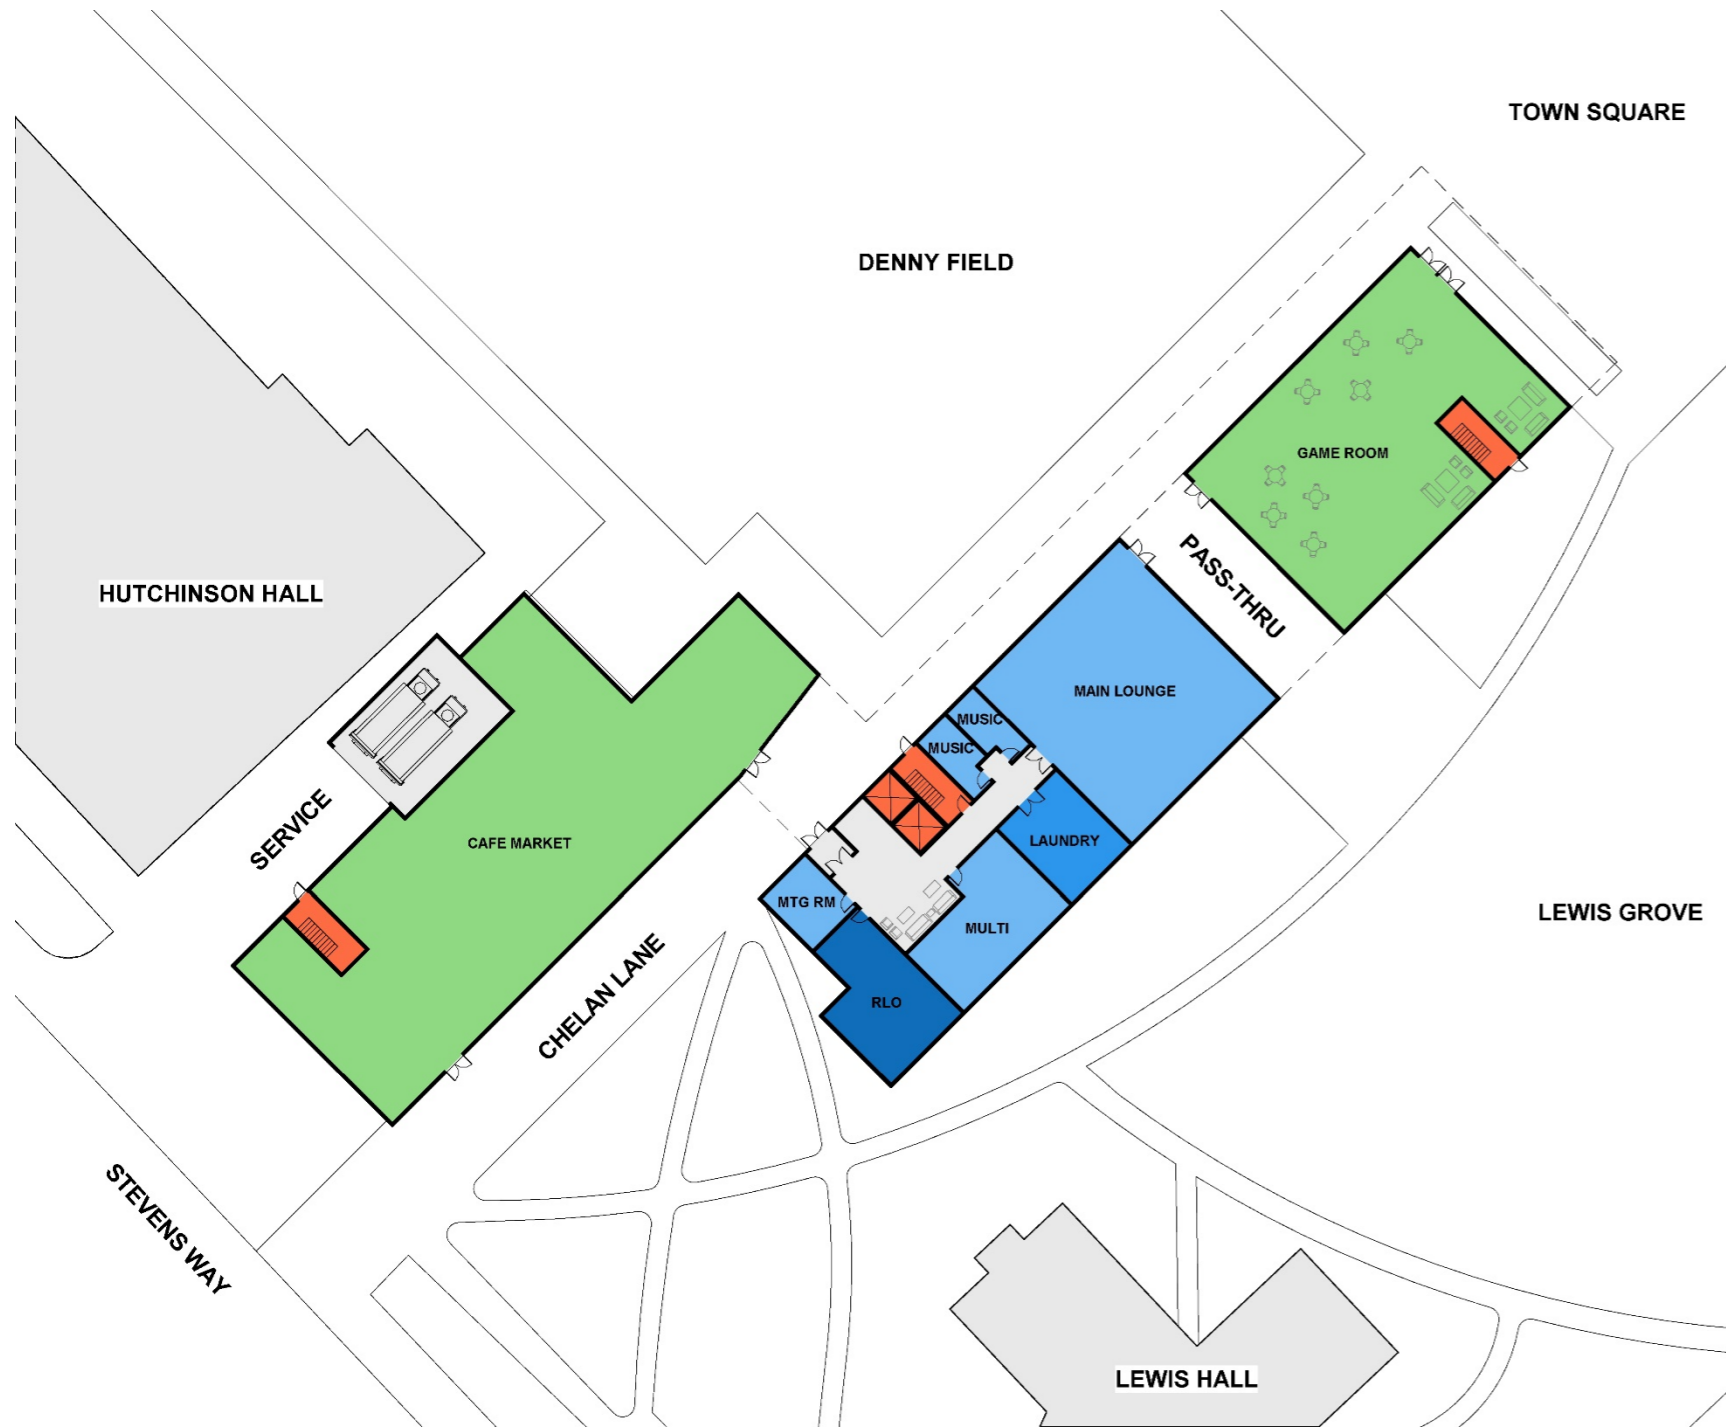 TOWN SQUARE
DENNY FIELD
GAME ROOM
PASS-THRU
HUTCHINSON HALL
MAIN LOUNGE
MUSIC
MUSIC
SERVICE
CAFE MARKET
LAUNDRY
MTG RM
MULTI
LEWIS GROVE
CHELAN LANE
RLO
STEVENS WAY
LEWIS HALL